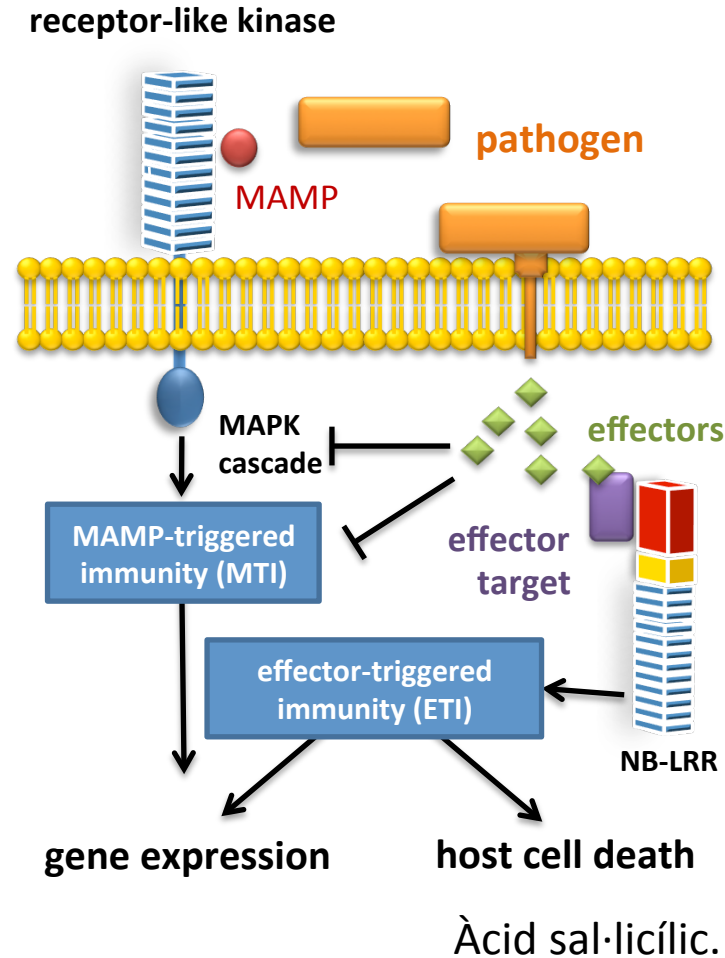 receptor-like kinase
pathogen
MAMP
MAPK
cascade
effectors
MAMP-triggered
immunity (MTI)
effector
target
effector-triggered
immunity (ETI)
NB-LRR
gene expression
host cell death
Àcid sal·licílic.